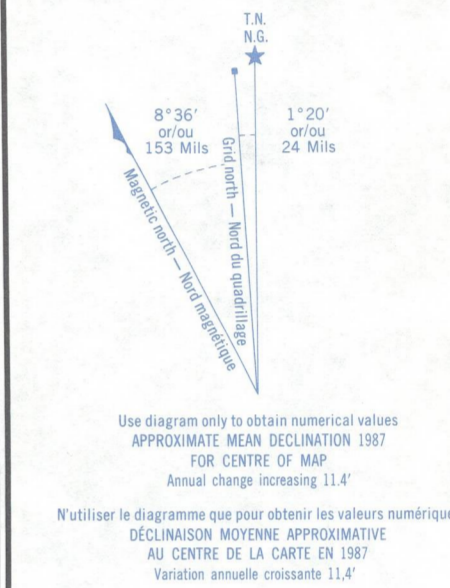 T.N.
N.G.
8°36′
or/ou
153 Mils
1°20′
or/ou
24 Mils
Grid north — Nord du quadrillage
Magnetic north — Nord magnétique
Use diagram only to obtain numerical values
APPROXIMATE MEAN DECLINATION 1987
FOR CENTRE OF MAP
Annual change increasing 11.4′
N'utiliser le diagramme que pour obtenir les valeurs numérique
DÉCLINAISON MOYENNE APPROXIMATIVE
AU CENTRE DE LA CARTE EN 1987
Variation annuelle croissante 11,4′